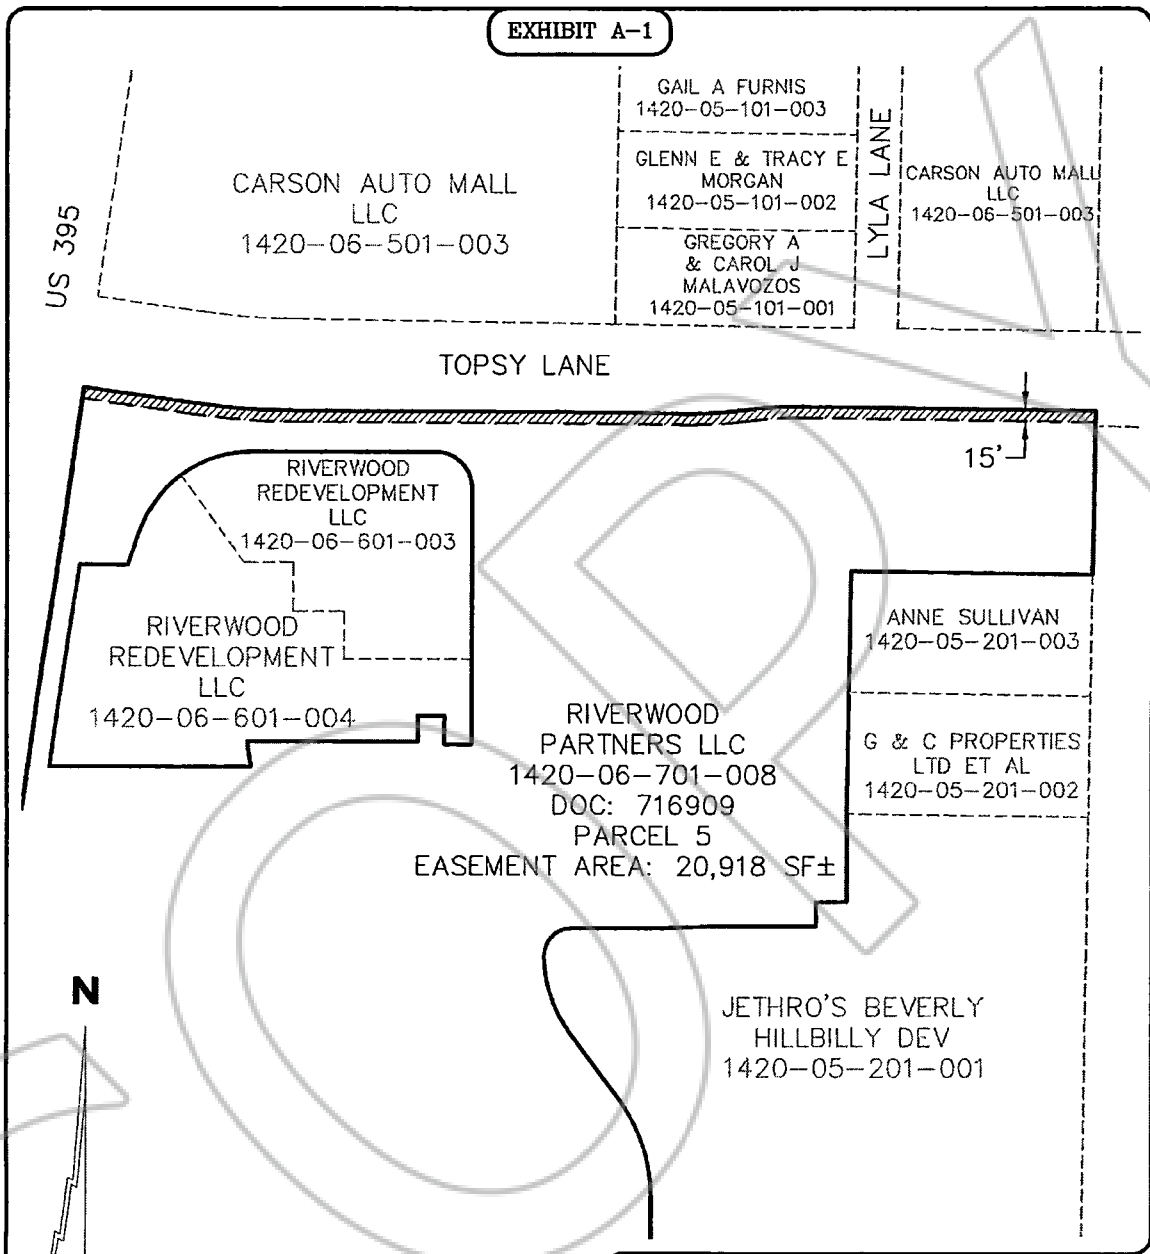 EXHIBIT A-1
US 395
CARSON AUTO MALL
LLC
1420-06-501-003
GAIL A FURNIS
1420-05-101-003
GLENN E & TRACY E
MORGAN
1420-05-101-002
GREGORY A
& CAROL J
MALAVOZOS
1420-05-101-001
LYLA LANE
CARSON AUTO MALL
LLC
1420-06-501-003
TOPSY LANE
15'
RIVERWOOD
REDEVELOPMENT
LLC
1420-06-601-003
RIVERWOOD
REDEVELOPMENT
LLC
1420-06-601-004
RIVERWOOD
PARTNERS LLC
1420-06-701-008
DOC: 716909
PARCEL 5
EASEMENT AREA: 20,918 SF±
ANNE SULLIVAN
1420-05-201-003
G & C PROPERTIES
LTD ET AL
1420-05-201-002
JETHRO'S BEVERLY
HILLBILLY DEV
1420-05-201-001
N
COPY